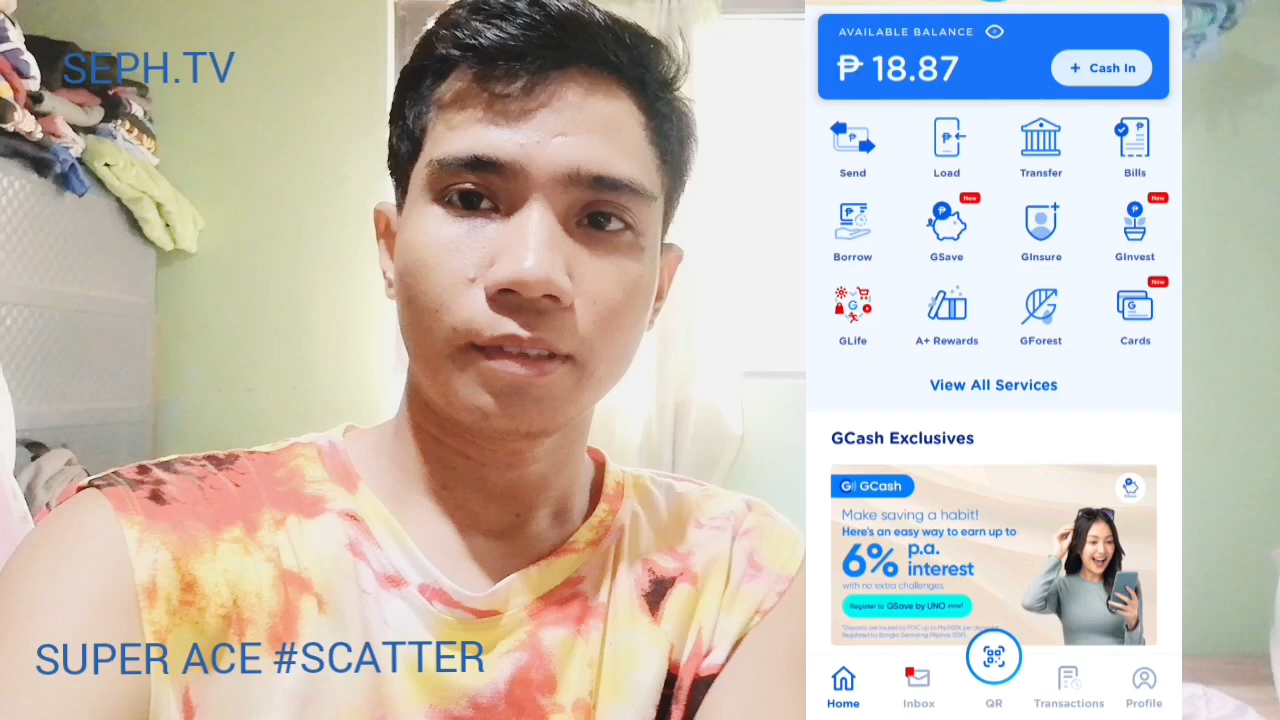 SEPH.TV
SUPER ACE #SCATTER
AVAILABLE BALANCE
₱ 18.87
+ Cash In
₱
₱
₱
Send
Load
Transfer
Bills
₱
New
₱
New
₱
Borrow
GSave
GInsure
GInvest
New
G
G
GLife
A+ Rewards
GForest
Cards
View All Services
GCash Exclusives
G)) GCash
Make saving a habit!
Here's an easy way to earn up to
6% p.a.
interest
with no extra challenges
Register to GSave by UNO now!
Home
Inbox
QR
Transactions
Profile